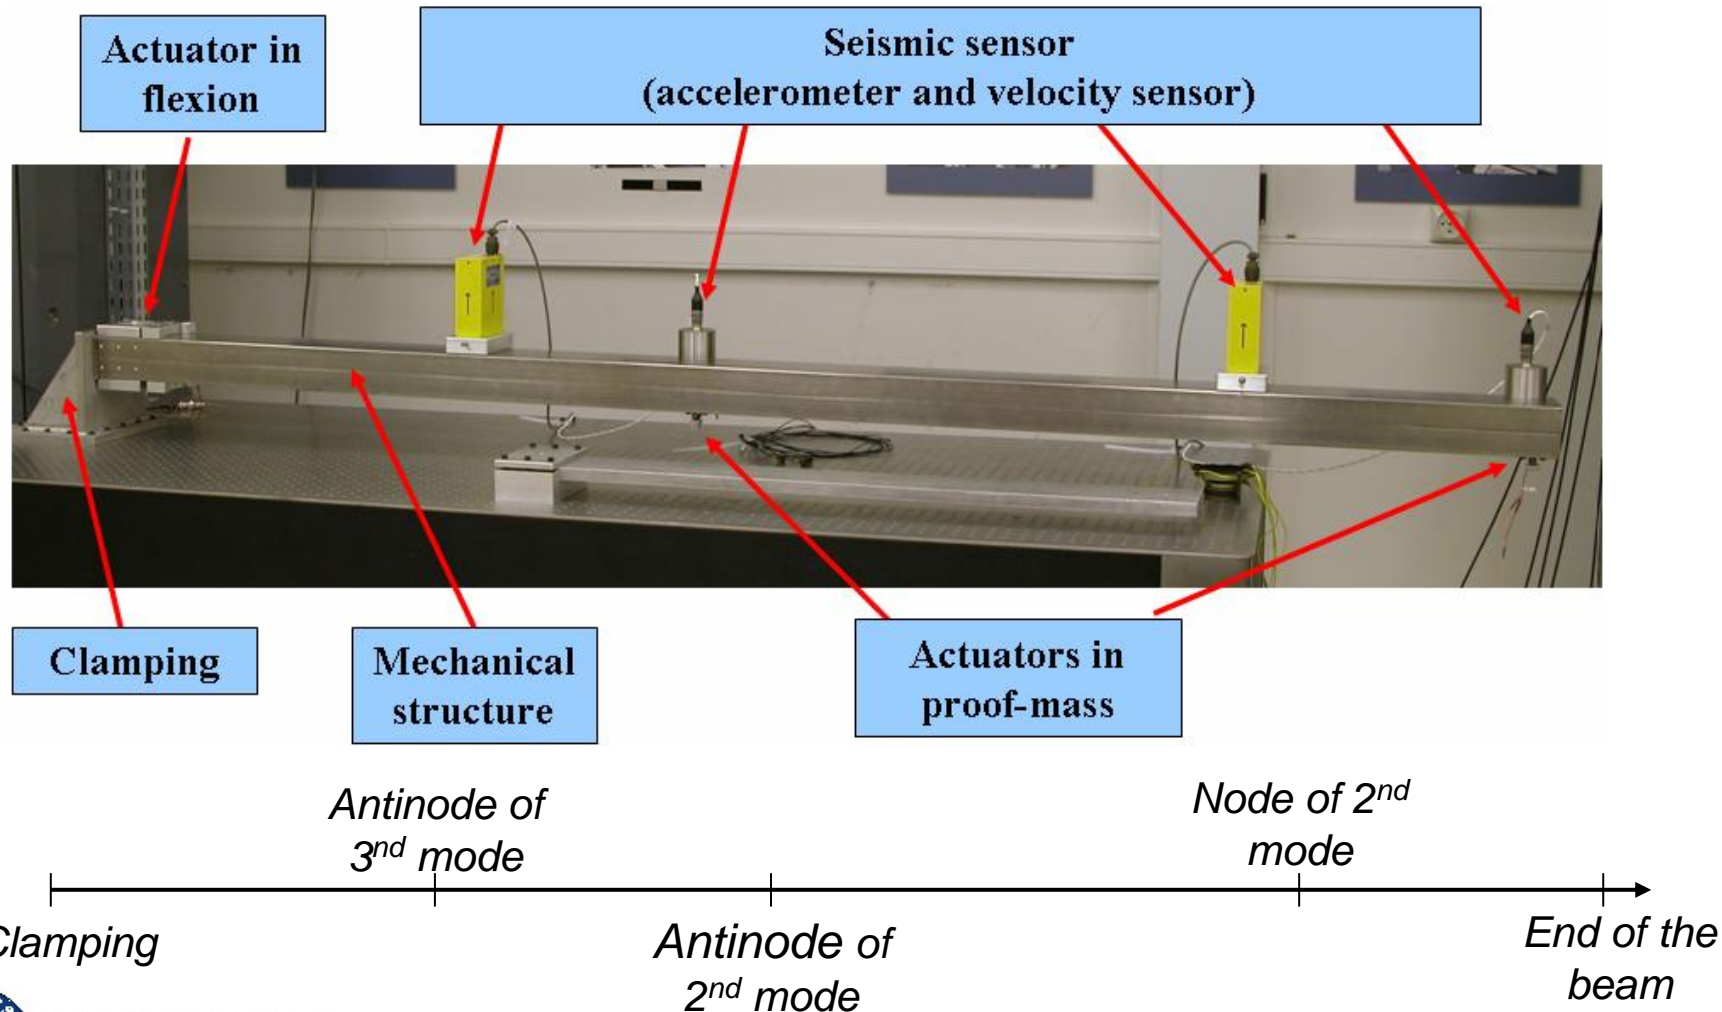 Actuator in
flexion
Seismic sensor
(accelerometer and velocity sensor)
Clamping
Mechanical
structure
Actuators in
proof-mass
Antinode of
3nd mode
Node of 2nd
mode
Clamping
Antinode of
2nd mode
End of the
beam